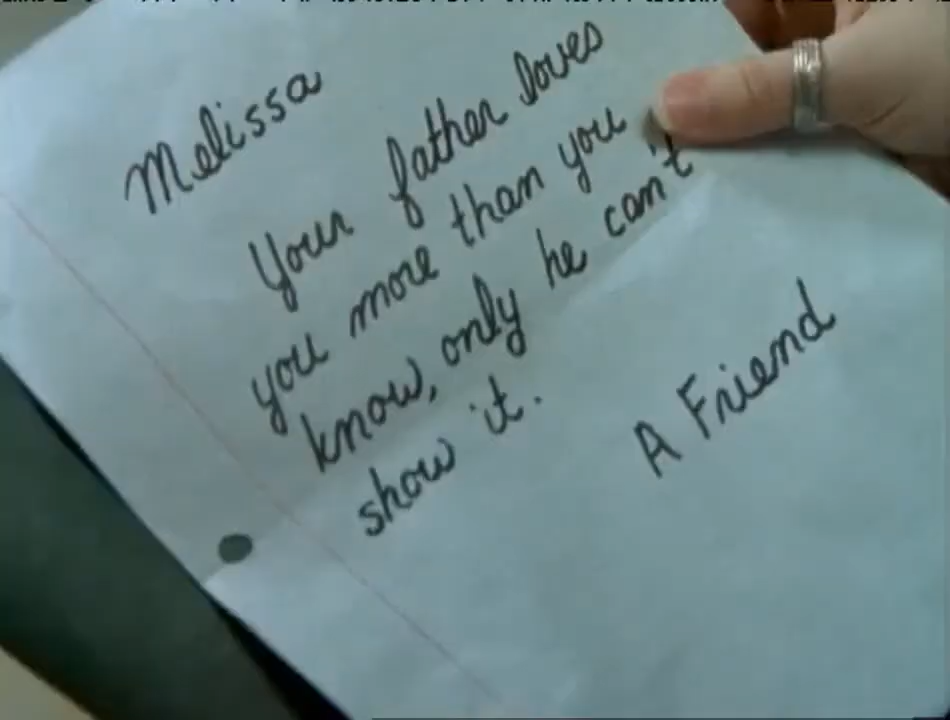 Melissa
Your father loves
you more than you
know, only he can't
show it.
A Friend